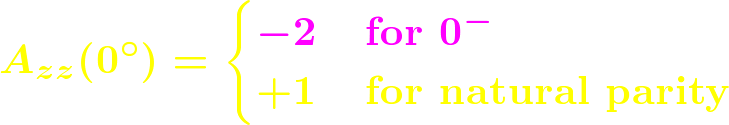 A_{zz}(0°) = { −2 for 0⁻
+1 for natural parity